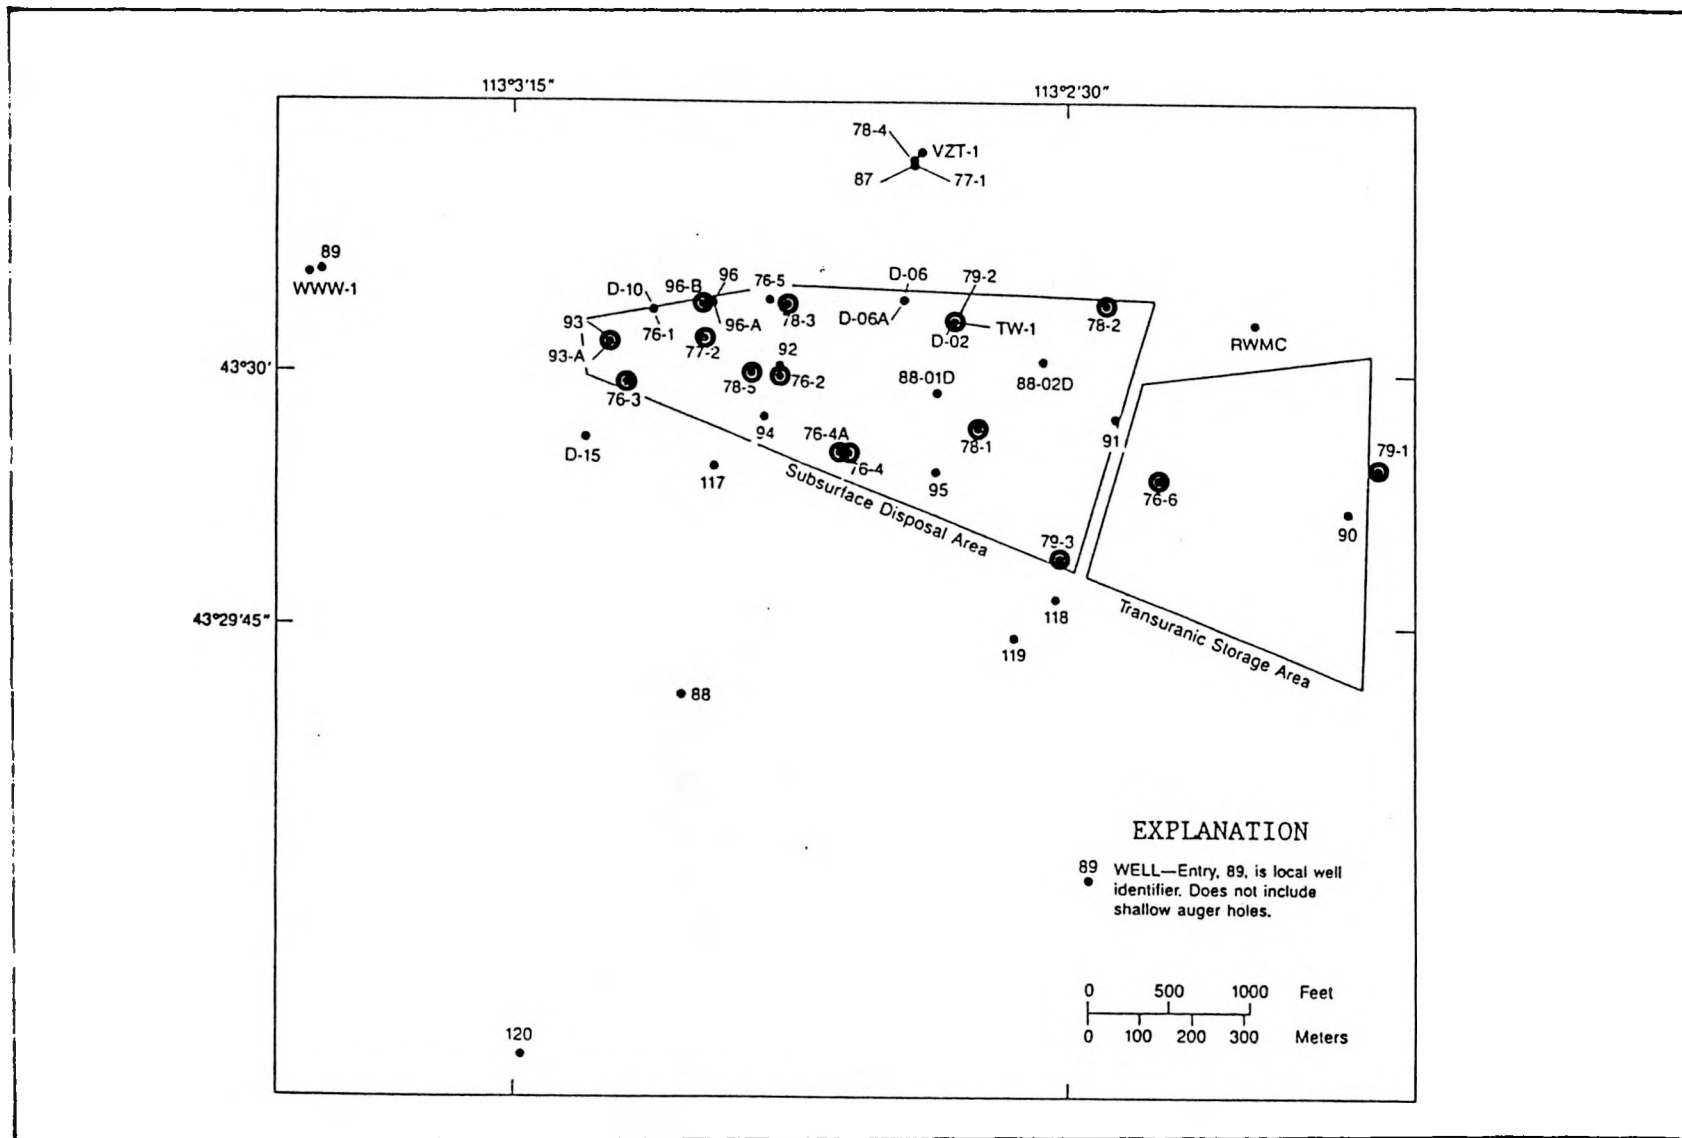 113°3'15"
113°2'30"
78-4
VZT-1
87
77-1
89
WWW-1
D-10
96-B
96
76-5
D-06
79-2
93
76-1
96-A
78-3
D-06A
D-02
TW-1
78-2
93-A
77-2
92
RWMC
43°30'
76-3
78-5
76-2
88-01D
88-02D
94
76-4A
78-1
91
D-15
117
76-4
95
79-1
76-6
Subsurface Disposal Area
90
79-3
43°29'45"
118
Transuranic Storage Area
119
88
EXPLANATION
89 WELL—Entry, 89, is local well
identifier. Does not include
shallow auger holes.
0 500 1000 Feet
0 100 200 300 Meters
120